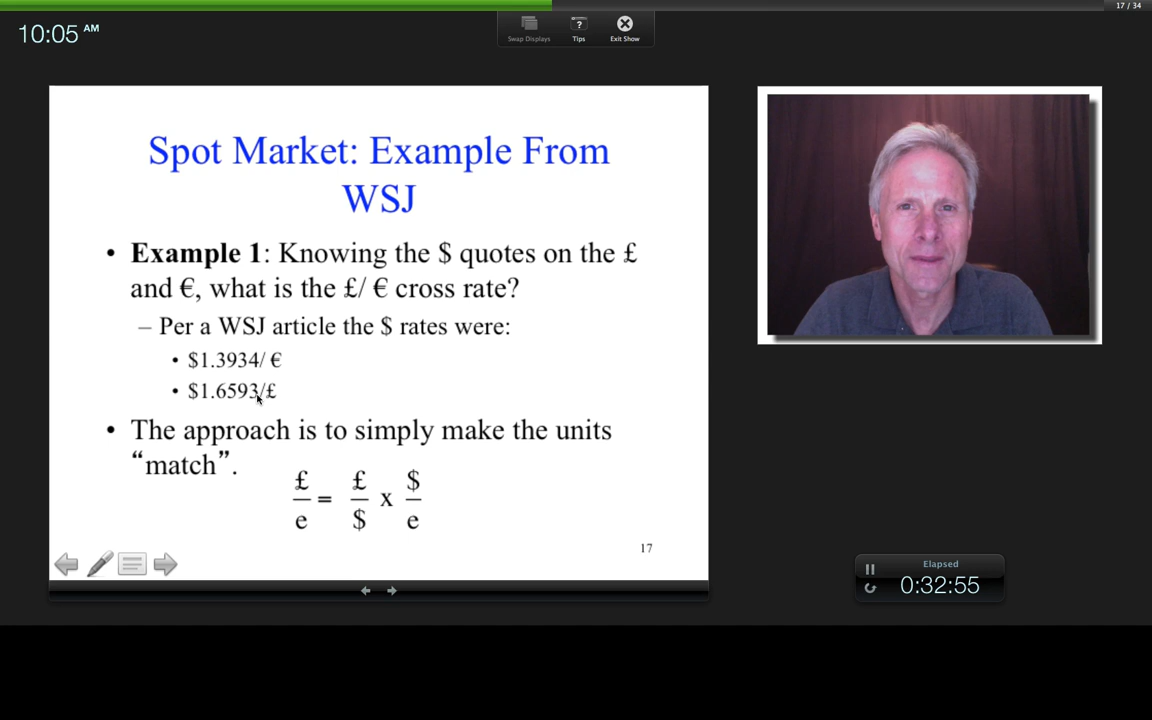 17 / 34
10:05 AM
Swap Displays
Tips
Exit Show
Spot Market: Example From
WSJ
• Example 1: Knowing the $ quotes on the £
and €, what is the £/ € cross rate?
– Per a WSJ article the $ rates were:
• $1.3934/ €
• $1.6593/£
• The approach is to simply make the units
“match”.
£ £ $
= x
e $ e
17
Elapsed
0:32:55